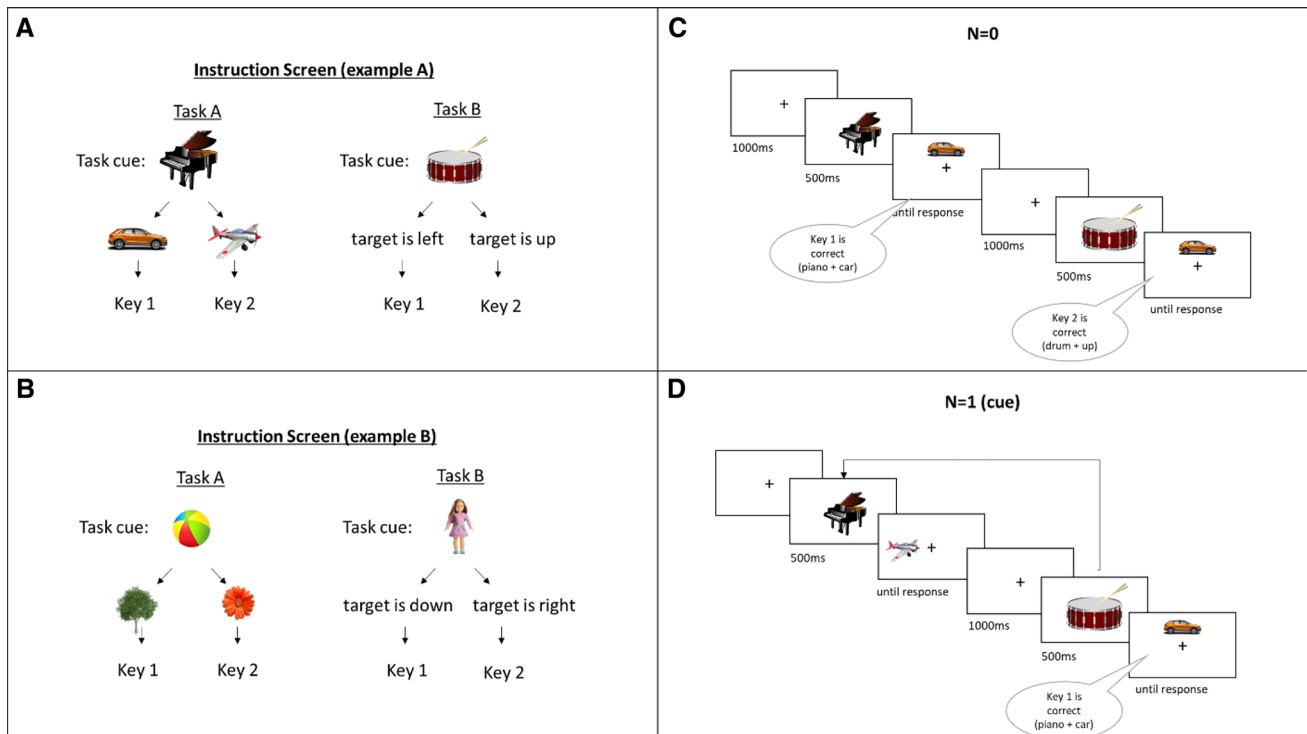 A
Instruction Screen (example A)
Task A
Task B
Task cue:
Task cue:
target is left
target is up
Key 1
Key 2
Key 1
Key 2
B
Instruction Screen (example B)
Task A
Task B
Task cue:
Task cue:
target is down
target is right
Key 1
Key 2
Key 1
Key 2
C
N=0
+
1000ms
500ms
+
until response
Key 1 is
correct
(piano + car)
+
1000ms
500ms
+
until response
Key 2 is
correct
(drum + up)
D
N=1 (cue)
+
500ms
+
until response
+
1000ms
500ms
+
until response
Key 1 is
correct
(piano + car)